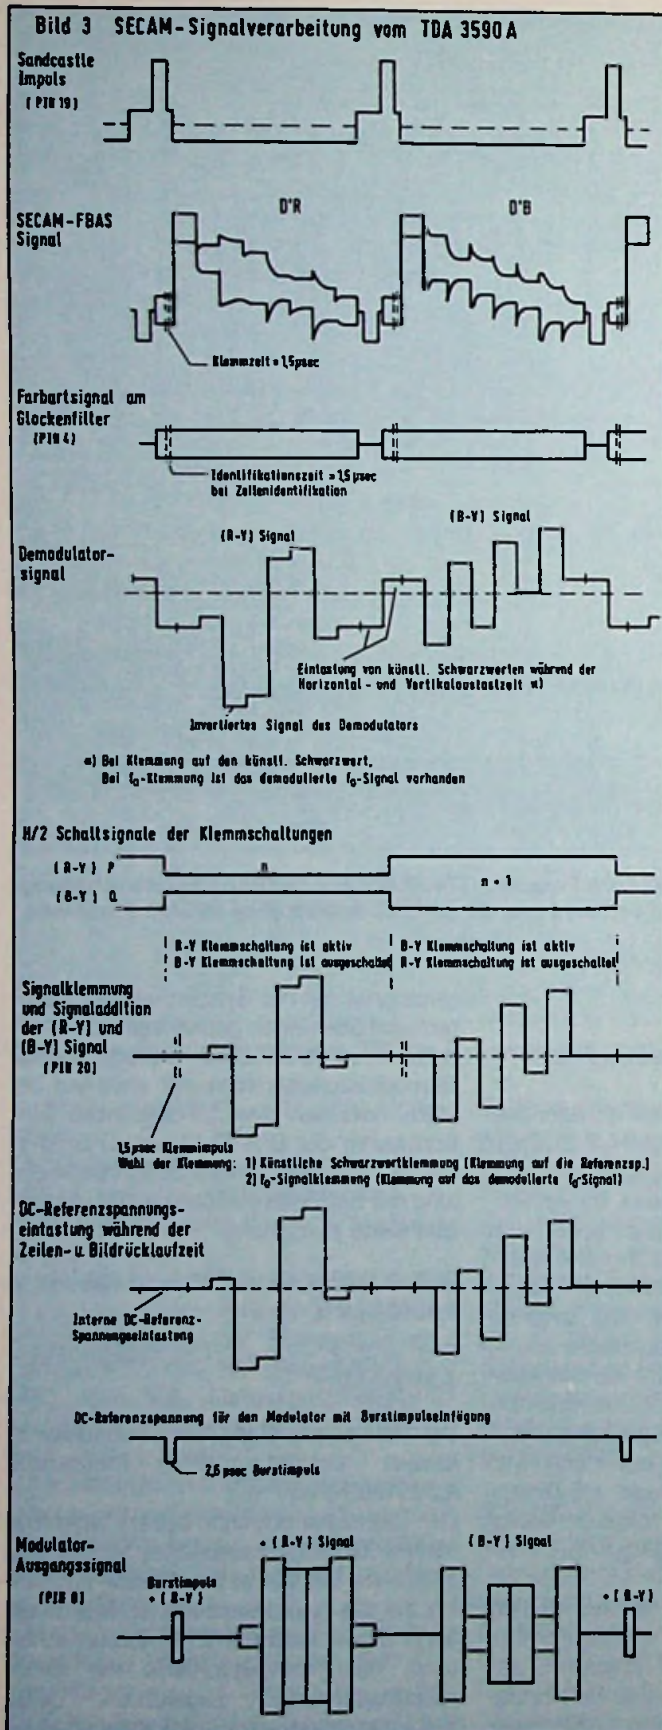 Bild 3 SECAM-Signalverarbeitung vom TDA 3590 A
Sandcastle
Impuls
(PIN 19)
SECAM-FBAS
Signal
D'R
D'B
Klemmzeit = 1,5 µsec
Farbartsignal am
Glockenfilter
(PIN 4)
Identifikationszeit = 1,5 µsec
bei Zeilenidentifikation
Demodulator-
signal
(R-Y) Signal
(B-Y) Signal
Eintastung von künstl. Schwarzwerten während der
Horizontal- und Vertikalaustastzeit *)
Invertiertes Signal des Demodulators
*) Bei Klemmung auf den künstl. Schwarzwert,
Bei f₀-Klemmung ist das demodulierte f₀-Signal vorhanden
H/2 Schaltsignale der Klemmschaltungen
(R-Y) P
n
n + 1
(B-Y) Q
R-Y Klemmschaltung ist aktiv
B-Y Klemmschaltung ist ausgeschaltet
B-Y Klemmschaltung ist aktiv
R-Y Klemmschaltung ist ausgeschaltet
Signalklemmung
und Signaladdition
der (R-Y) und
(B-Y) Signal
(PIN 20)
1,5 µsec Klemmimpuls
Wahl der Klemmung: 1) Künstliche Schwarzwertklemmung (Klemmung auf die Referenzsp.)
2) f₀-Signalklemmung (Klemmung auf das demodulierte f₀-Signal)
DC-Referenzspannungs-
eintastung während der
Zeilen- u. Bildrücklaufzeit
Interne DC-Referenz-
Spannungseintastung
DC-Referenzspannung für den Modulator mit Burstimpulseinfügung
2,6 µsec Burstimpuls
Modulator-
Ausgangssignal
(PIN 8)
Burstimpuls
+ (R-Y)
+ (R-Y) Signal
(B-Y) Signal
+ (R-Y)